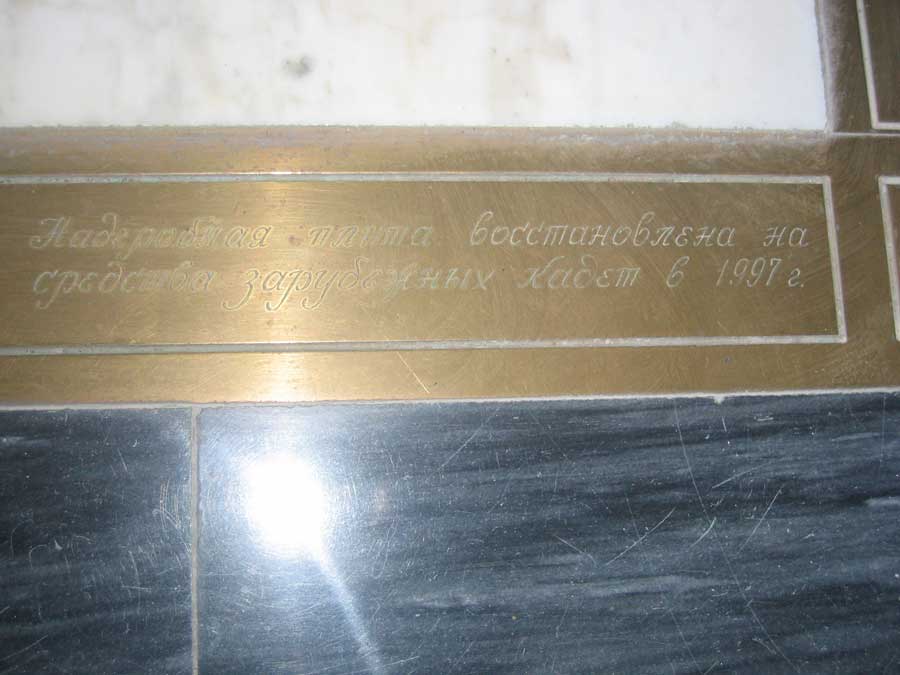 Надгробная плита восстановлена на
средства зарубежных кадет в 1997 г.